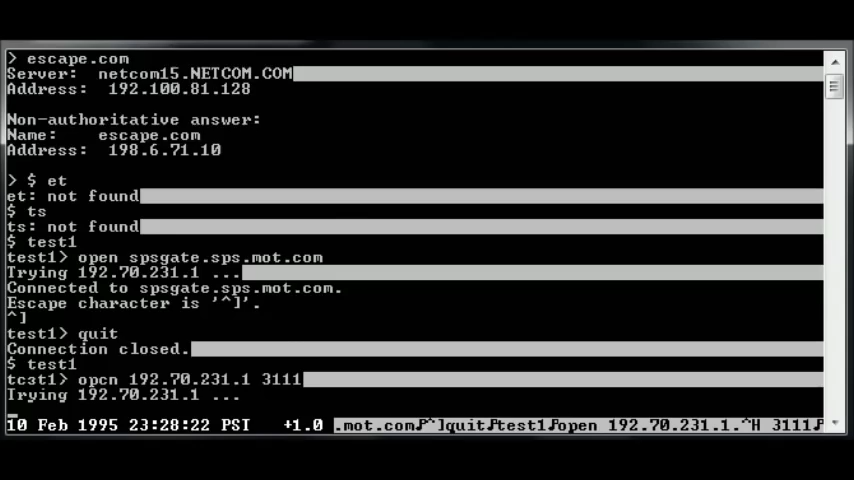 > escape.com
Server:  netcom15.NETCOM.COM
Address:  192.100.81.128
Non-authoritative answer:
Name:    escape.com
Address:  198.6.71.10
> $ et
et: not found
$ ts
ts: not found
$ test1
test1> open spsgate.sps.mot.com
Trying 192.70.231.1 ...
Connected to spsgate.sps.mot.com.
Escape character is '^]'.
^]
test1> quit
Connection closed.
$ test1
test1> open 192.70.231.1 3111
Trying 192.70.231.1 ...
10 Feb 1995 23:28:22 PST   +1.0 .mot.com♪^]quit♪test1♪open 192.70.231.1.^H 3111♪